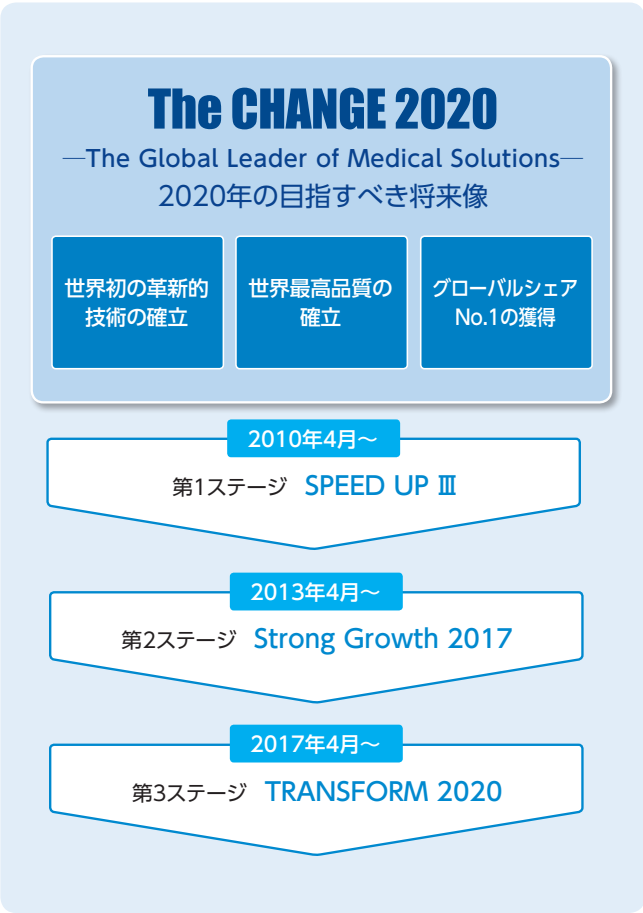 The CHANGE 2020
―The Global Leader of Medical Solutions―
2020年の目指すべき将来像
世界初の革新的
技術の確立
世界最高品質の
確立
グローバルシェア
No.1の獲得
2010年4月～
第1ステージ SPEED UP Ⅲ
2013年4月～
第2ステージ Strong Growth 2017
2017年4月～
第3ステージ TRANSFORM 2020